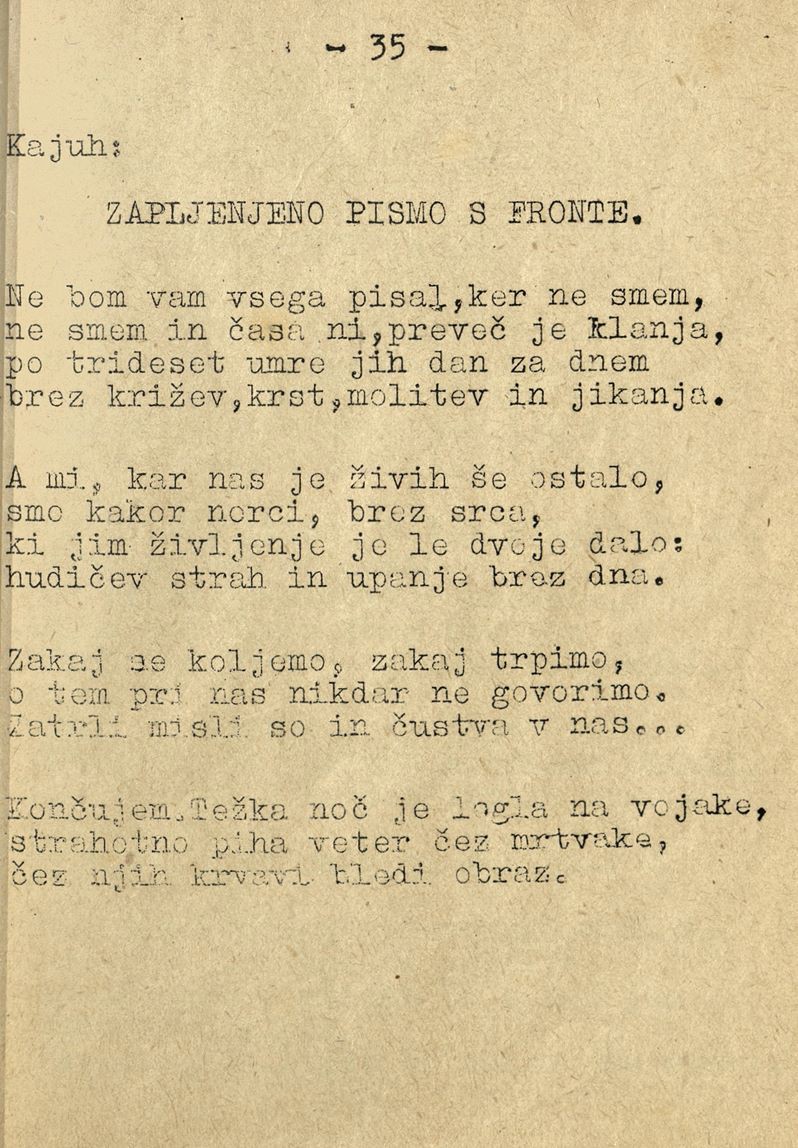 - 35 -
Kajuh:
ZAPLJENJENO PISMO S FRONTE.
Ne bom vam vsega pisal,ker ne smem,
ne smem in časa ni,preveč je klanja,
po trideset umre jih dan za dnem
brez križev,krst,molitev in jikanja.
A mi, kar nas je živih še ostalo,
smo kakor norci, brez srca,
ki jim življenje je le dvoje dalo:
hudičev strah in upanje brez dna.
Zakaj se koljemo, zakaj trpimo,
o tem pri nas nikdar ne govorimo.
Zatrli misli so in čustva v nas...
Končujem.Težka noč je legla na vojake,
strahotno piha veter čez mrtvake,
čez njih krvavi bledi obraz.